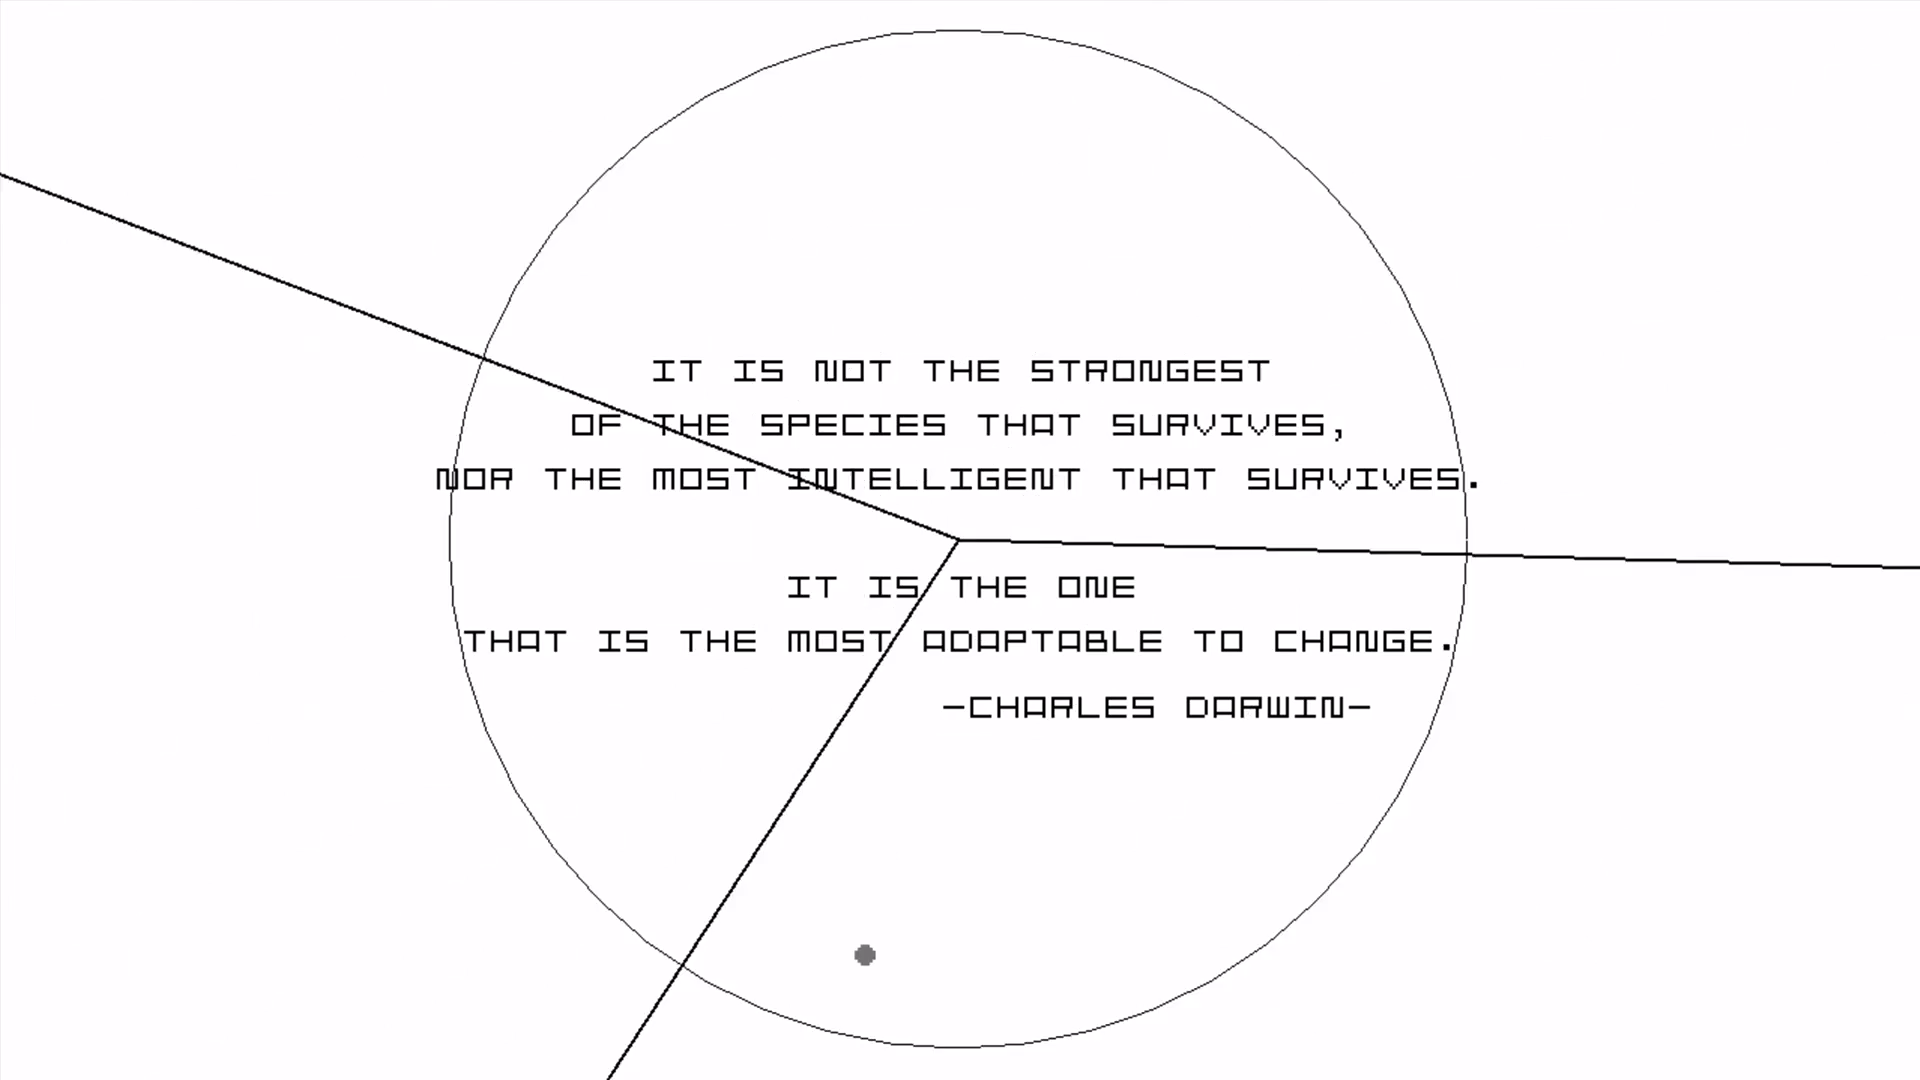 IT IS NOT THE STRONGEST
OF THE SPECIES THAT SURVIVES,
NOR THE MOST INTELLIGENT THAT SURVIVES.
IT IS THE ONE
THAT IS THE MOST ADAPTABLE TO CHANGE.
-CHARLES DARWIN-